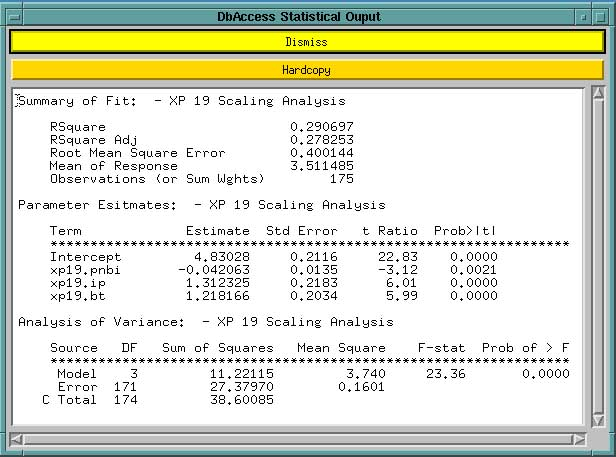 DbAccess Statistical Ouput
Dismiss
Hardcopy
Summary of Fit:  - XP 19 Scaling Analysis
RSquare 0.290697
RSquare Adj 0.278253
Root Mean Square Error 0.400144
Mean of Response 3.511485
Observations (or Sum Wghts) 175
Parameter Esitmates:  - XP 19 Scaling Analysis
Term Estimate Std Error t Ratio Prob>|t|
*****************************************************************
Intercept 4.83028 0.2116 22.83 0.0000
xp19.pnbi -0.042063 0.0135 -3.12 0.0021
xp19.ip 1.312325 0.2183 6.01 0.0000
xp19.bt 1.218166 0.2034 5.99 0.0000
Analysis of Variance:  - XP 19 Scaling Analysis
Source DF Sum of Squares Mean Square F-stat Prob of > F
*****************************************************************
Model 3 11.22115 3.740 23.36 0.0000
Error 171 27.37970 0.1601
C Total 174 38.60085